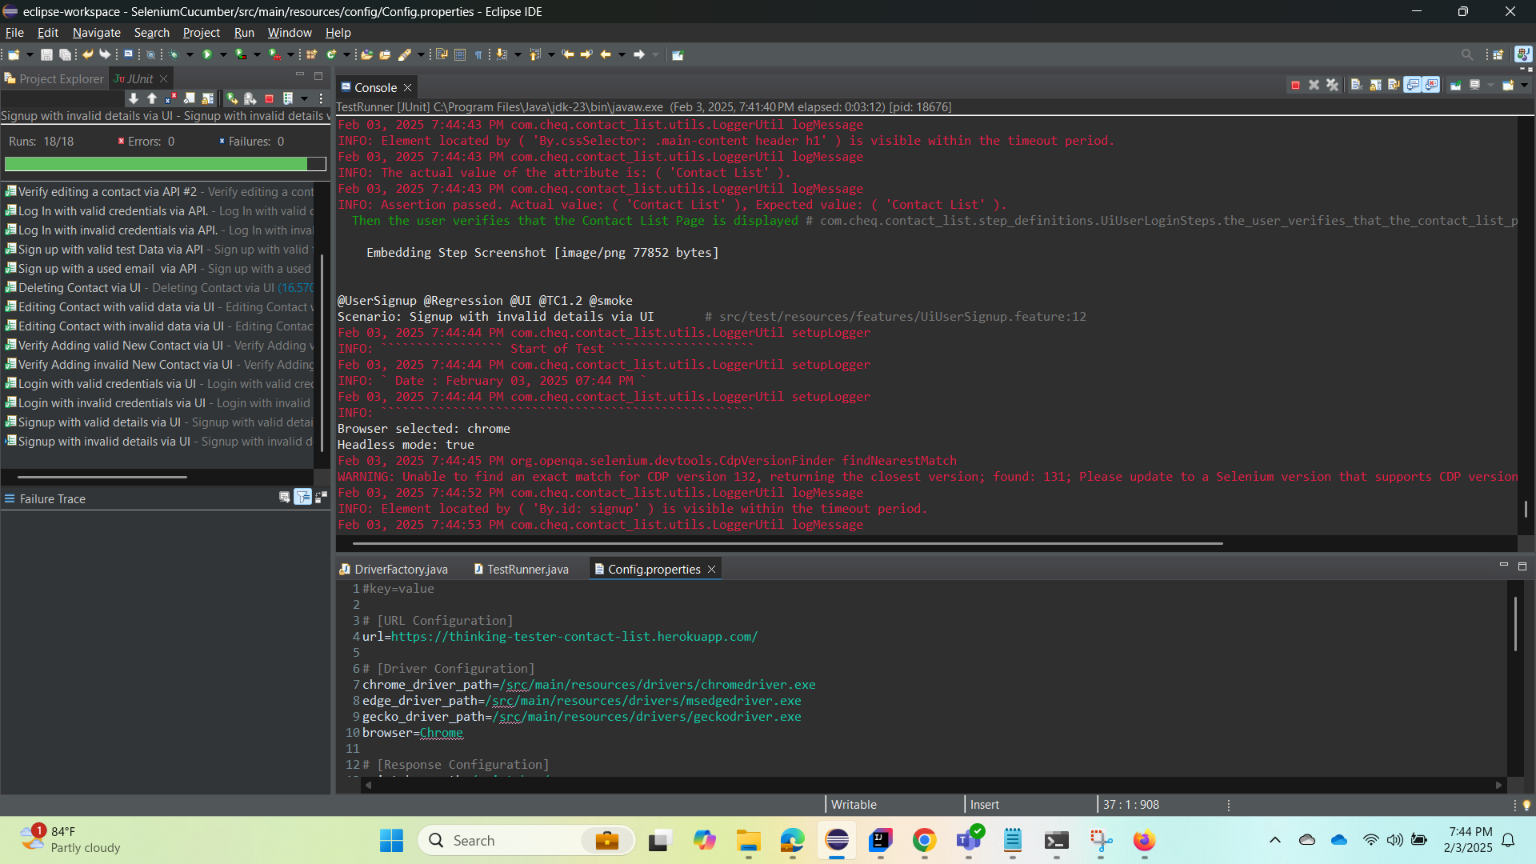 eclipse-workspace - SeleniumCucumber/src/main/resources/config/Config.properties - Eclipse IDE
File Edit Navigate Search Project Run Window Help
Project Explorer JUnit
Signup with invalid details via UI - Signup with invalid details v
Runs: 18/18 Errors: 0 Failures: 0
Verify editing a contact via API #2 - Verify editing a cont
Log In with valid credentials via API. - Log In with valid c
Log In with invalid credentials via API. - Log In with inva
Sign up with valid test Data via API - Sign up with valid
Sign up with a used email via API - Sign up with a used
Deleting Contact via UI - Deleting Contact via UI (16.570
Editing Contact with valid data via UI - Editing Contact v
Editing Contact with invalid data via UI - Editing Contac
Verify Adding valid New Contact via UI - Verify Adding v
Verify Adding invalid New Contact via UI - Verify Adding
Login with valid credentials via UI - Login with valid cre
Login with invalid credentials via UI - Login with invalid
Signup with valid details via UI - Signup with valid detai
Signup with invalid details via UI - Signup with invalid d
Failure Trace
Console
TestRunner [JUnit] C:\Program Files\Java\jdk-23\bin\javaw.exe (Feb 3, 2025, 7:41:40 PM elapsed: 0:03:12) [pid: 18676]
Feb 03, 2025 7:44:43 PM com.cheq.contact_list.utils.LoggerUtil logMessage
INFO: Element located by ( 'By.cssSelector: .main-content header h1' ) is visible within the timeout period.
Feb 03, 2025 7:44:43 PM com.cheq.contact_list.utils.LoggerUtil logMessage
INFO: The actual value of the attribute is: ( 'Contact List' ).
Feb 03, 2025 7:44:43 PM com.cheq.contact_list.utils.LoggerUtil logMessage
INFO: Assertion passed. Actual value: ( 'Contact List' ), Expected value: ( 'Contact List' ).
Then the user verifies that the Contact List Page is displayed # com.cheq.contact_list.step_definitions.UiUserLoginSteps.the_user_verifies_that_the_contact_list_p
Embedding Step Screenshot [image/png 77852 bytes]
@UserSignup @Regression @UI @TC1.2 @smoke
Scenario: Signup with invalid details via UI # src/test/resources/features/UiUserSignup.feature:12
Feb 03, 2025 7:44:44 PM com.cheq.contact_list.utils.LoggerUtil setupLogger
INFO: ````````````````` Start of Test ````````````````````
Feb 03, 2025 7:44:44 PM com.cheq.contact_list.utils.LoggerUtil setupLogger
INFO: ` Date : February 03, 2025 07:44 PM `
Feb 03, 2025 7:44:44 PM com.cheq.contact_list.utils.LoggerUtil setupLogger
INFO: ````````````````````````````````````````````````````
Browser selected: chrome
Headless mode: true
Feb 03, 2025 7:44:45 PM org.openqa.selenium.devtools.CdpVersionFinder findNearestMatch
WARNING: Unable to find an exact match for CDP version 132, returning the closest version; found: 131; Please update to a Selenium version that supports CDP version
Feb 03, 2025 7:44:52 PM com.cheq.contact_list.utils.LoggerUtil logMessage
INFO: Element located by ( 'By.id: signup' ) is visible within the timeout period.
Feb 03, 2025 7:44:53 PM com.cheq.contact_list.utils.LoggerUtil logMessage
DriverFactory.java TestRunner.java Config.properties
1 #key=value
2
3 # [URL Configuration]
4 url=https://thinking-tester-contact-list.herokuapp.com/
5
6 # [Driver Configuration]
7 chrome_driver_path=/src/main/resources/drivers/chromedriver.exe
8 edge_driver_path=/src/main/resources/drivers/msedgedriver.exe
9 gecko_driver_path=/src/main/resources/drivers/geckodriver.exe
10 browser=Chrome
11
12 # [Response Configuration]
Writable Insert 37 : 1 : 908
1
84°F
Partly cloudy
Search
7:44 PM
2/3/2025